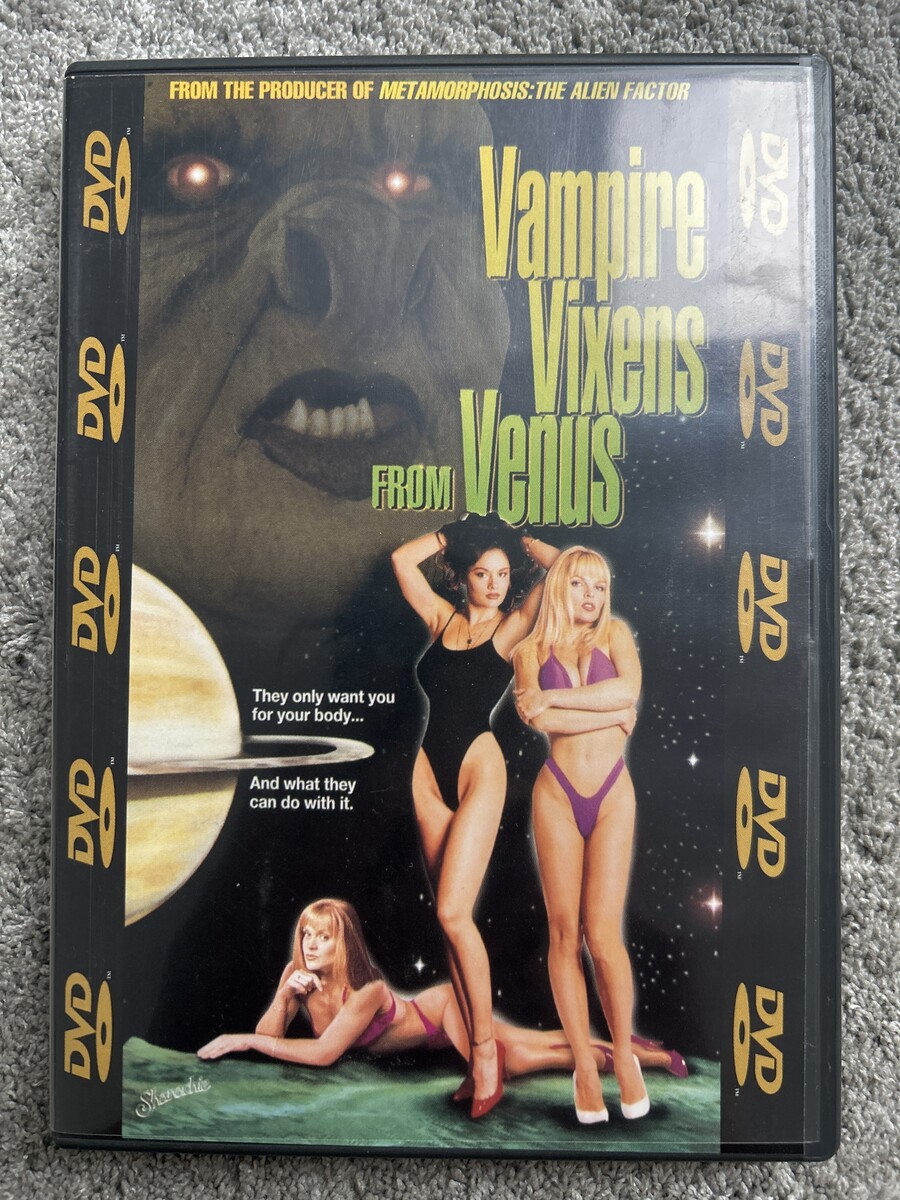 FROM THE PRODUCER OF METAMORPHOSIS:THE ALIEN FACTOR
Vampire
Vixens
FROM Venus
They only want you
for your body...
And what they
can do with it.
DVD
DVD
DVD
DVD
DVD
DVD
DVD
DVD
DVD
DVD